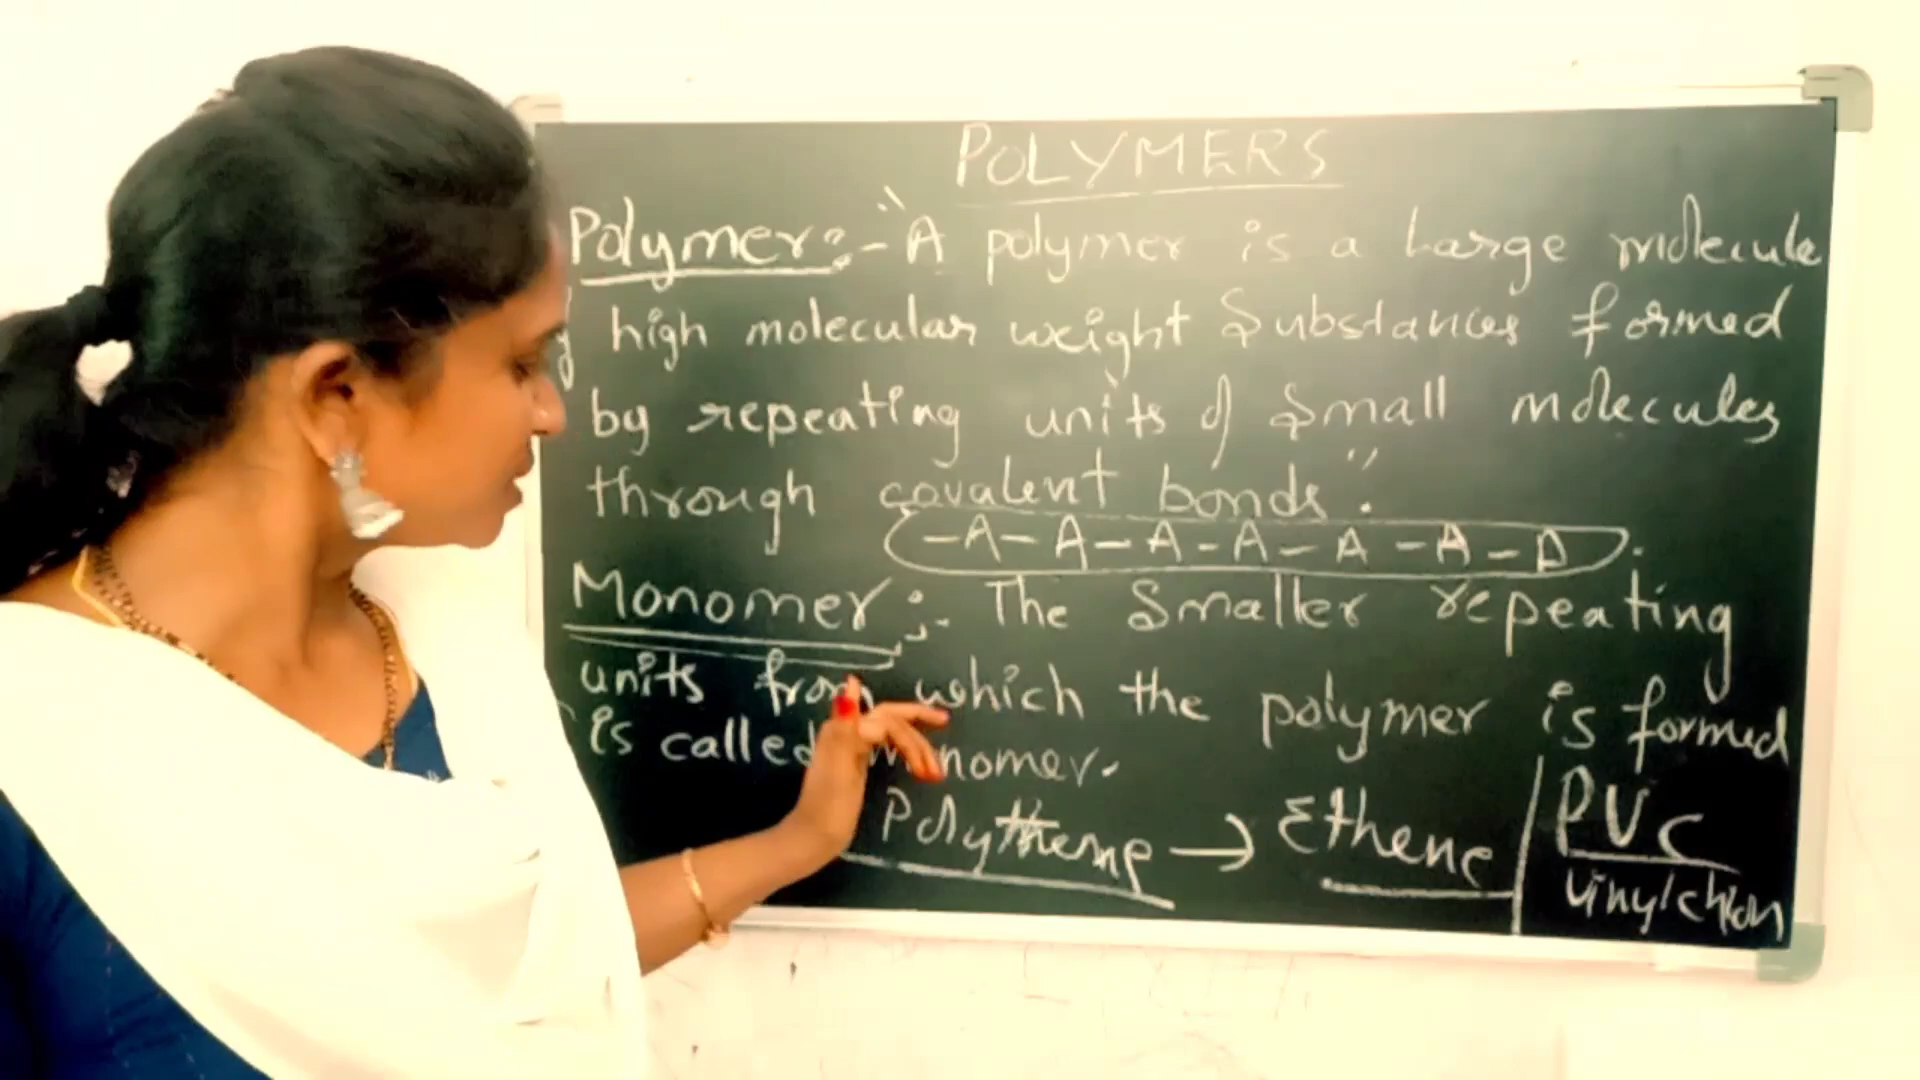 POLYMERS
Polymer:- "A polymer is a Large molecule
high molecular weight Substances formed
by repeating units of Small molecules
through covalent bonds".
-A-A-A-A-A-A-A
Monomer:- The Smaller repeating
units from which the polymer is formed
is called monomer.
Polythene → Ethene
PVC